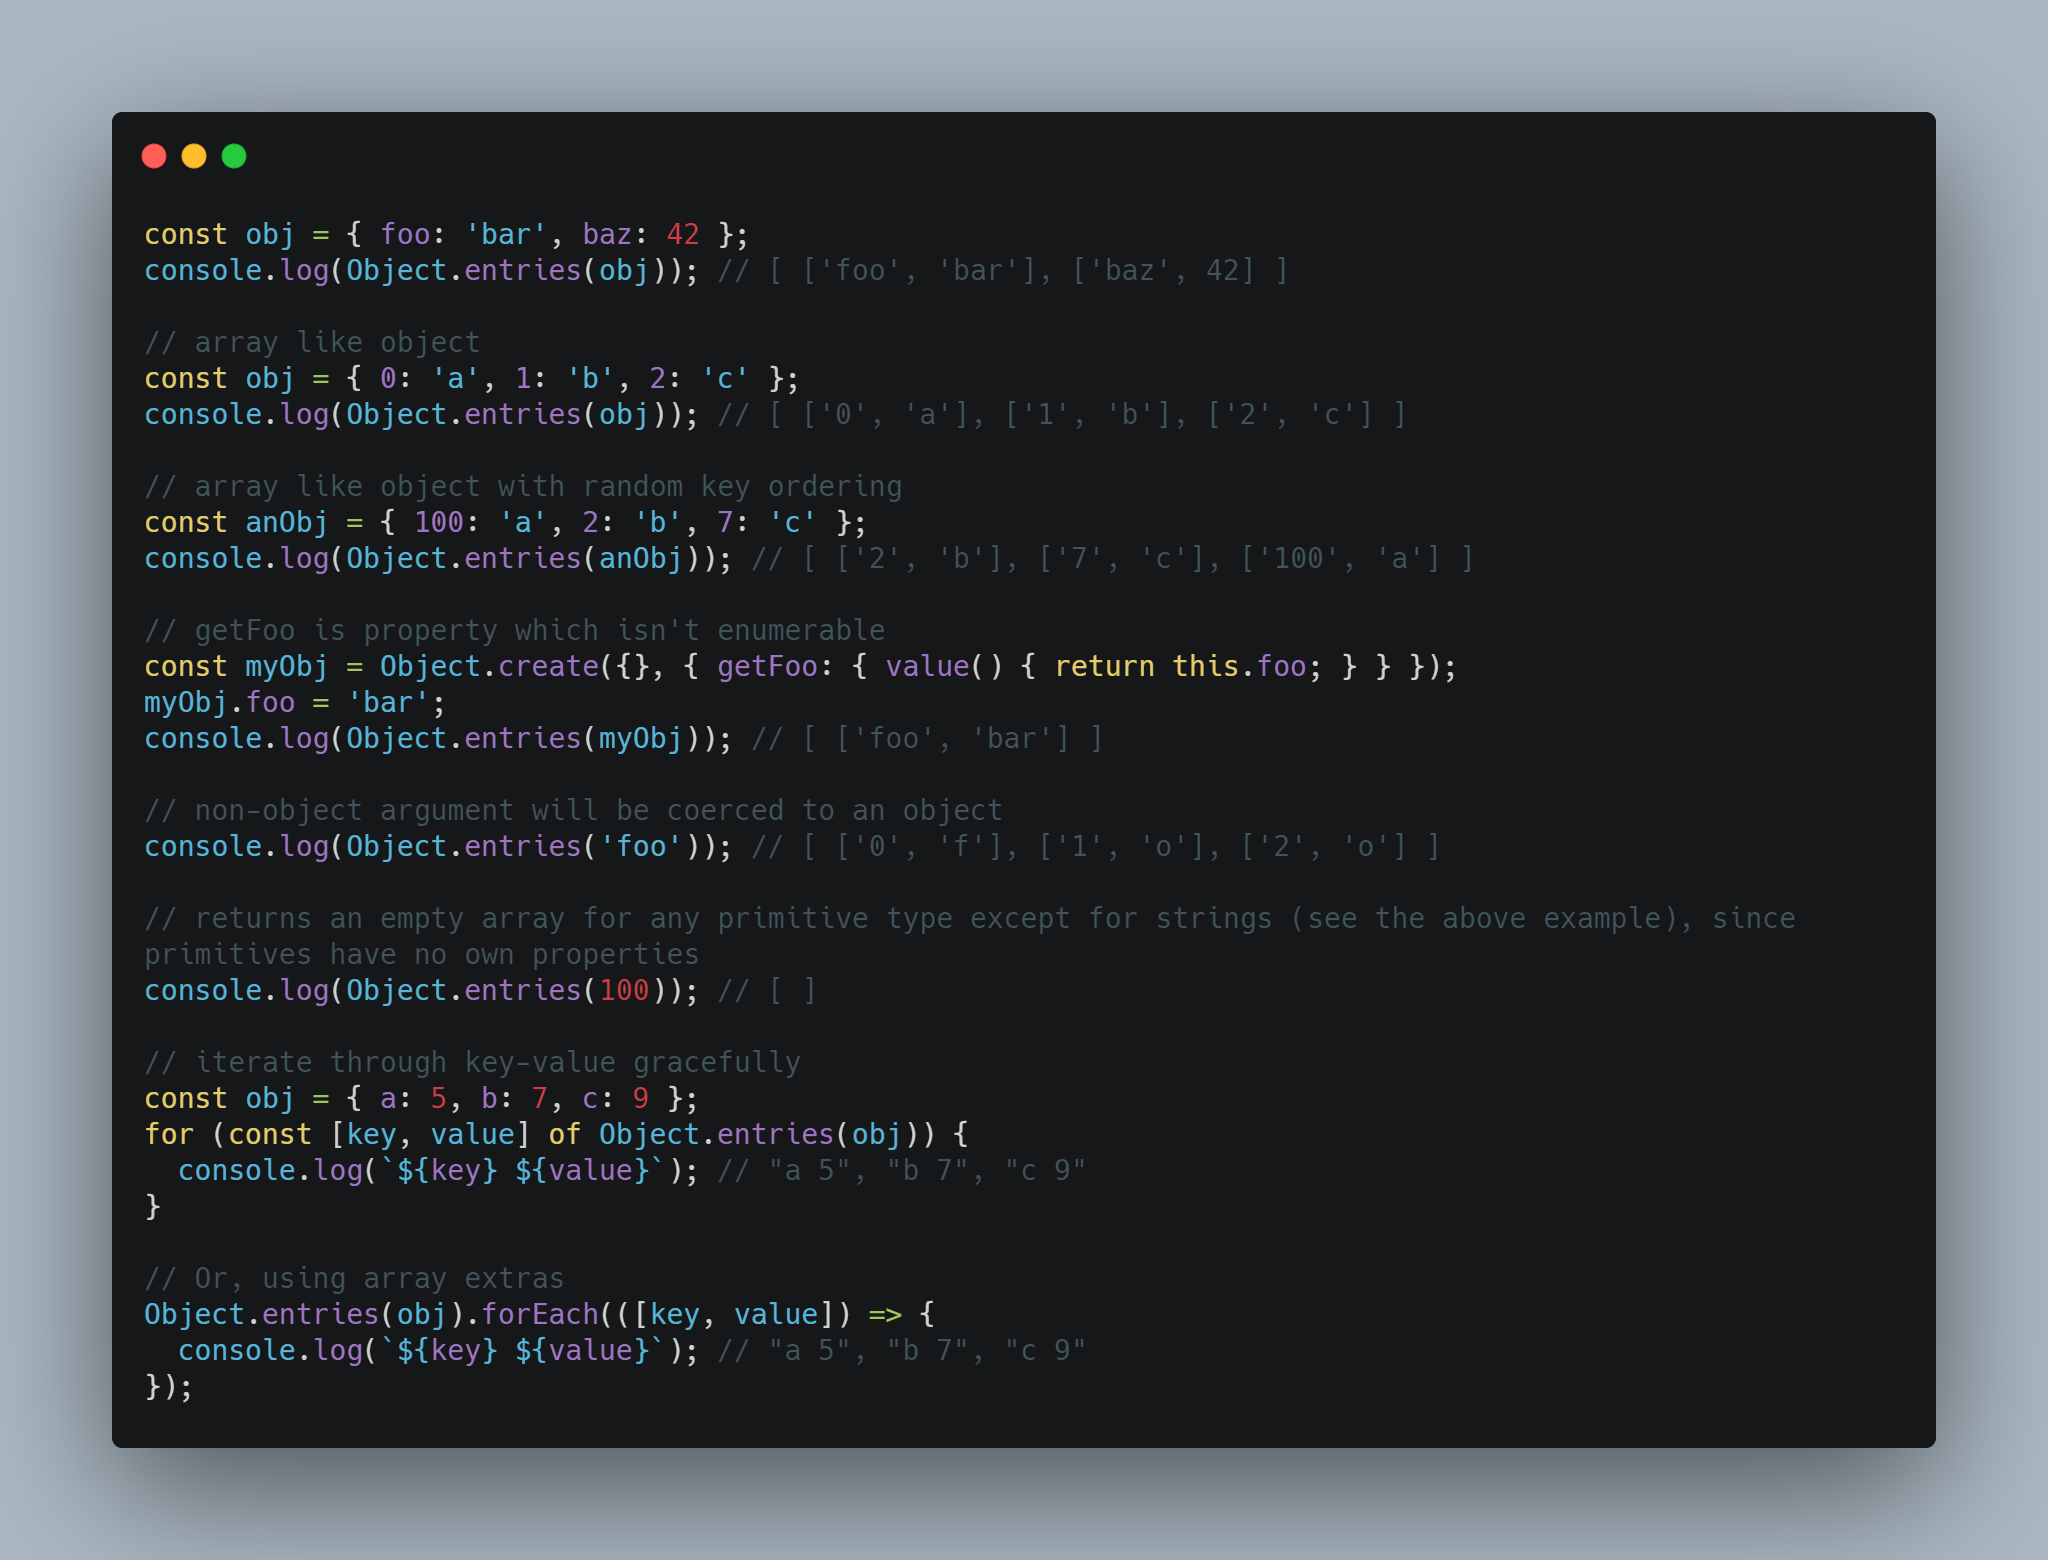 const obj = { foo: 'bar', baz: 42 };
console.log(Object.entries(obj)); // [ ['foo', 'bar'], ['baz', 42] ]

// array like object
const obj = { 0: 'a', 1: 'b', 2: 'c' };
console.log(Object.entries(obj)); // [ ['0', 'a'], ['1', 'b'], ['2', 'c'] ]

// array like object with random key ordering
const anObj = { 100: 'a', 2: 'b', 7: 'c' };
console.log(Object.entries(anObj)); // [ ['2', 'b'], ['7', 'c'], ['100', 'a'] ]

// getFoo is property which isn't enumerable
const myObj = Object.create({}, { getFoo: { value() { return this.foo; } } });
myObj.foo = 'bar';
console.log(Object.entries(myObj)); // [ ['foo', 'bar'] ]

// non-object argument will be coerced to an object
console.log(Object.entries('foo')); // [ ['0', 'f'], ['1', 'o'], ['2', 'o'] ]

// returns an empty array for any primitive type except for strings (see the above example), since
primitives have no own properties
console.log(Object.entries(100)); // [ ]

// iterate through key-value gracefully
const obj = { a: 5, b: 7, c: 9 };
for (const [key, value] of Object.entries(obj)) {
  console.log(`${key} ${value}`); // "a 5", "b 7", "c 9"
}

// Or, using array extras
Object.entries(obj).forEach(([key, value]) => {
  console.log(`${key} ${value}`); // "a 5", "b 7", "c 9"
});